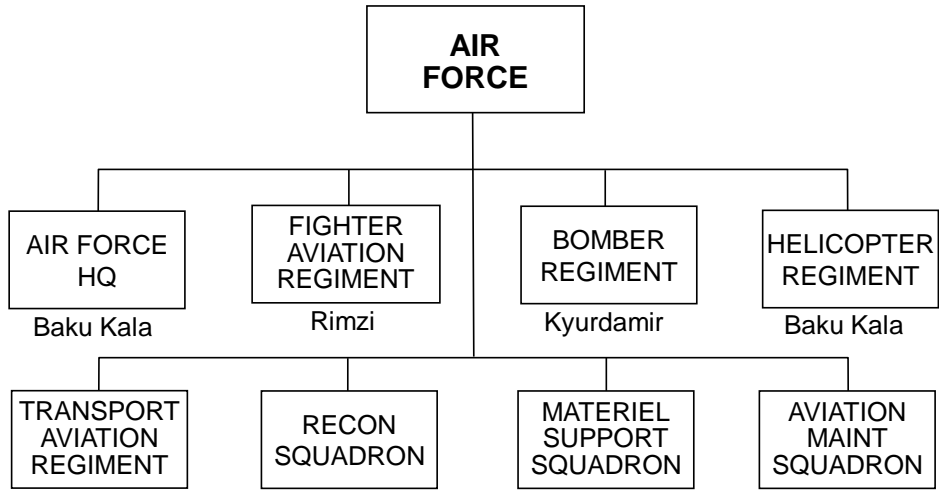 AIR
FORCE
AIR FORCE
HQ
Baku Kala
FIGHTER
AVIATION
REGIMENT
Rimzi
BOMBER
REGIMENT
Kyurdamir
HELICOPTER
REGIMENT
Baku Kala
TRANSPORT
AVIATION
REGIMENT
RECON
SQUADRON
MATERIEL
SUPPORT
SQUADRON
AVIATION
MAINT
SQUADRON